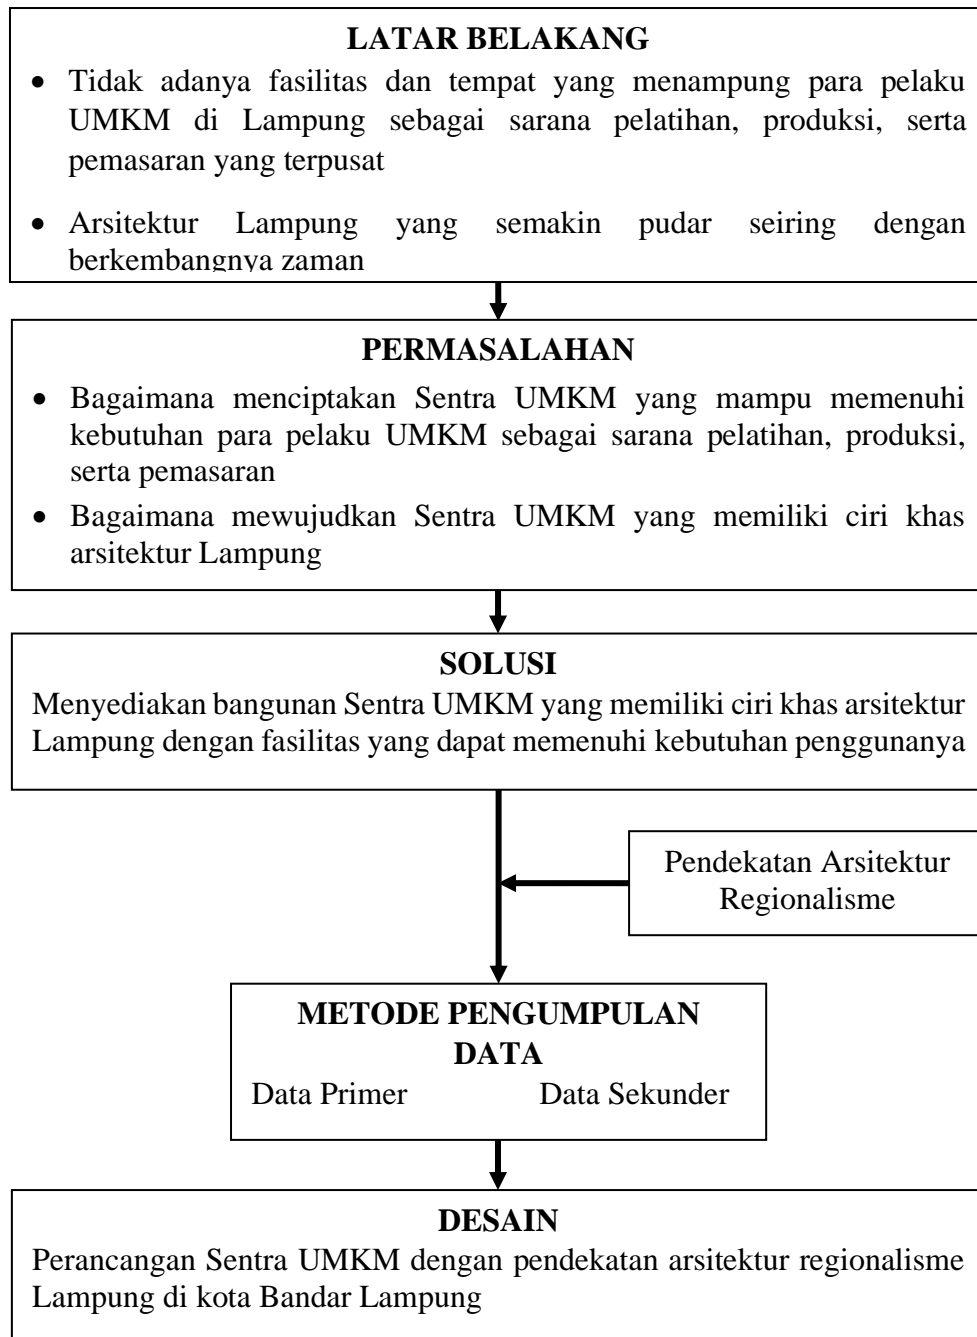 LATAR BELAKANG
• Tidak adanya fasilitas dan tempat yang menampung para pelaku
UMKM di Lampung sebagai sarana pelatihan, produksi, serta
pemasaran yang terpusat
• Arsitektur Lampung yang semakin pudar seiring dengan
berkembangnya zaman
PERMASALAHAN
• Bagaimana menciptakan Sentra UMKM yang mampu memenuhi
kebutuhan para pelaku UMKM sebagai sarana pelatihan, produksi,
serta pemasaran
• Bagaimana mewujudkan Sentra UMKM yang memiliki ciri khas
arsitektur Lampung
SOLUSI
Menyediakan bangunan Sentra UMKM yang memiliki ciri khas arsitektur
Lampung dengan fasilitas yang dapat memenuhi kebutuhan penggunanya
Pendekatan Arsitektur
Regionalisme
METODE PENGUMPULAN
DATA
Data Primer Data Sekunder
DESAIN
Perancangan Sentra UMKM dengan pendekatan arsitektur regionalisme
Lampung di kota Bandar Lampung